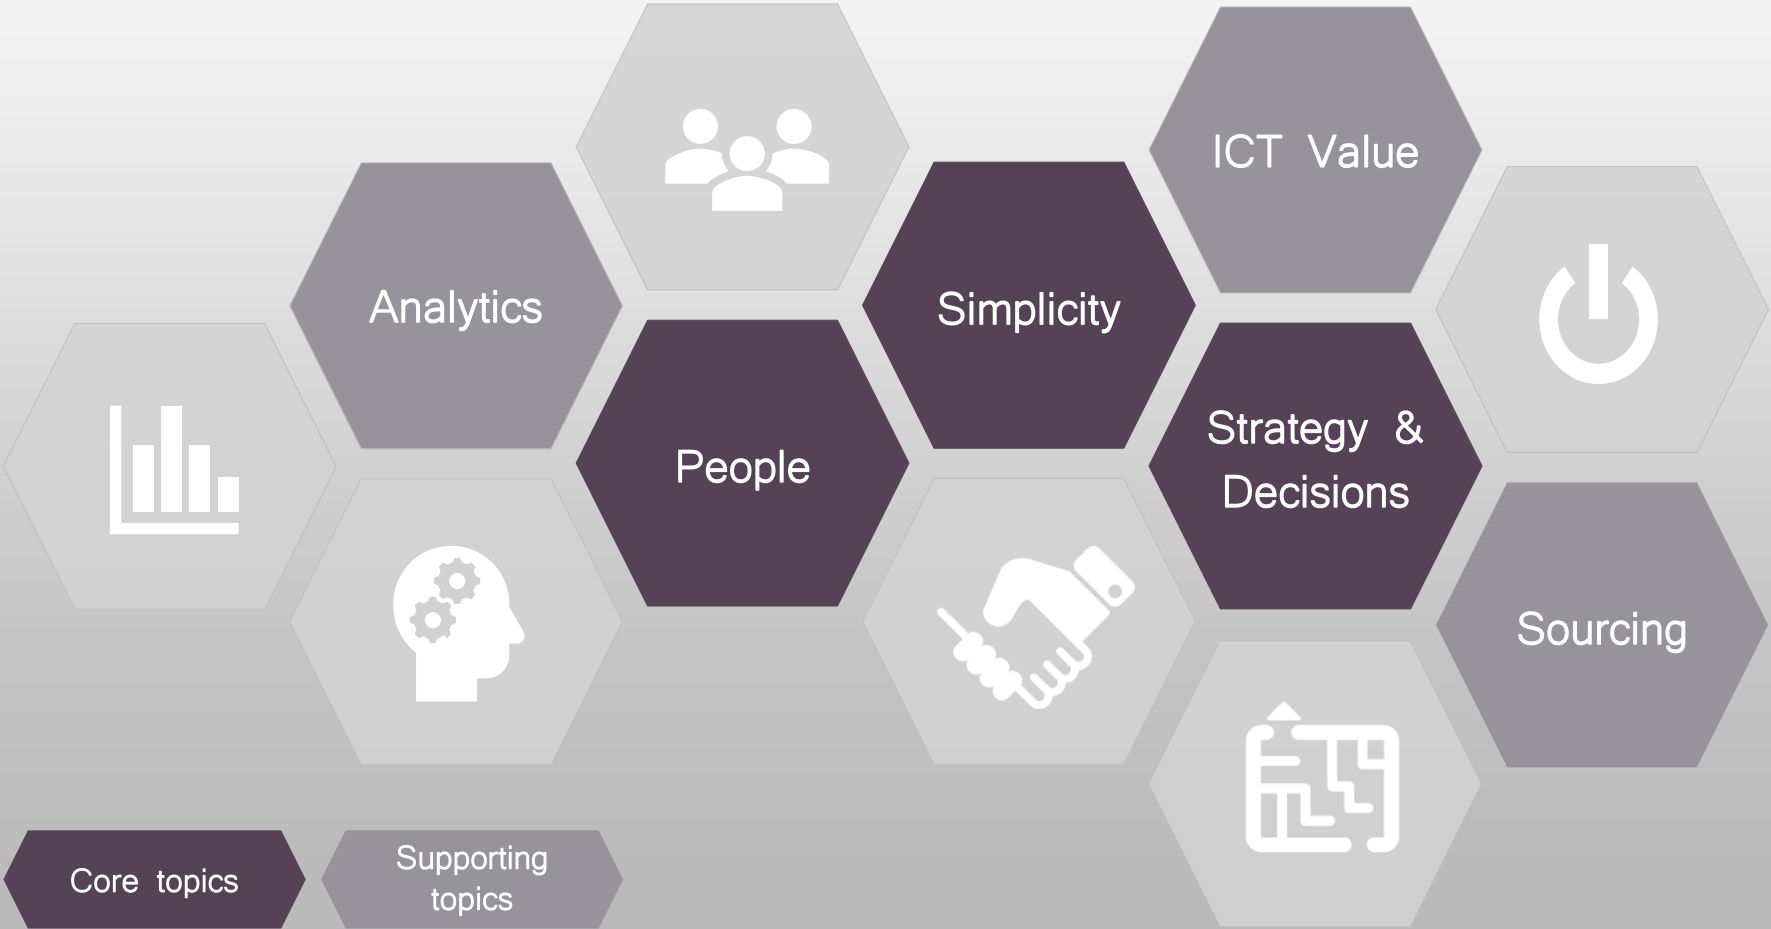 ICT Value
Analytics
Simplicity
People
Strategy &
Decisions
Sourcing
Core topics
Supporting
topics